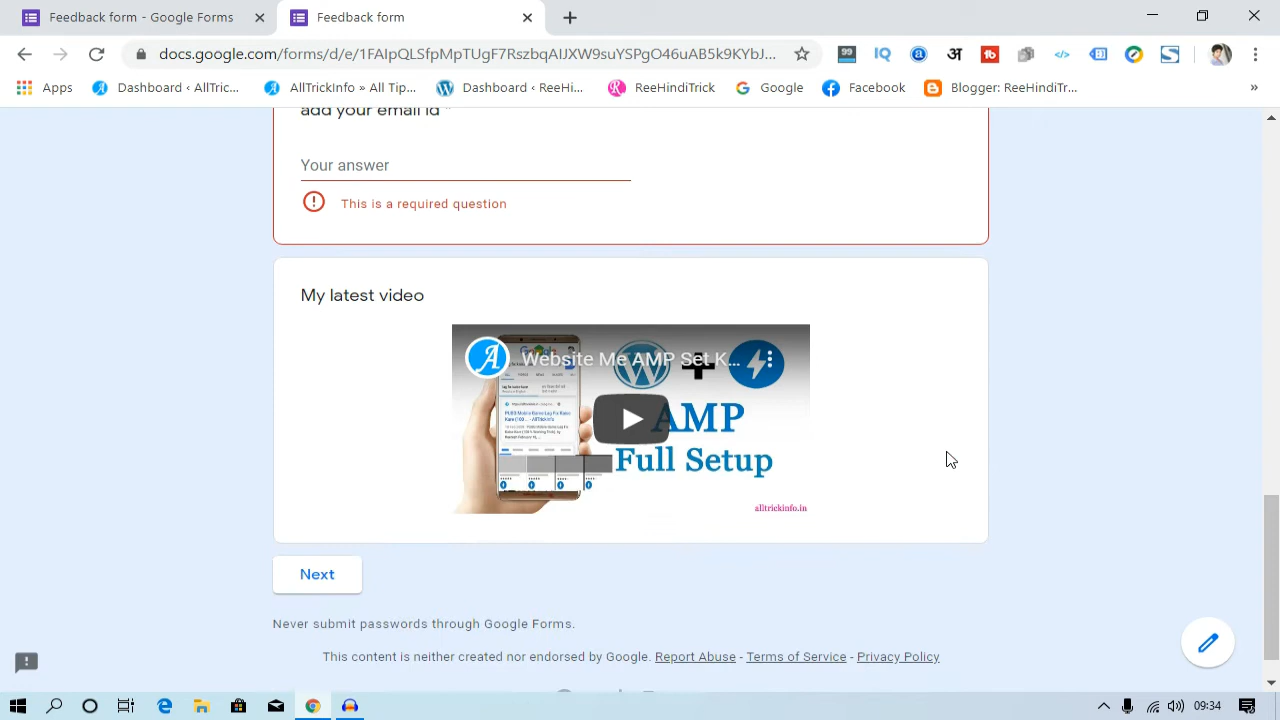 Feedback form - Google Forms
Feedback form
docs.google.com/forms/d/e/1FAIpQLSfpMpTUgF7RszbgAUXW9suYSPgO46uAB5k9KYbJ...
Apps
Dashboard ‹ AllTric...
AllTrickInfo » All Tip...
Dashboard ‹ ReeHi...
ReeHindiTrick
Google
Facebook
Blogger: ReeHindiTr...
»
add your email id *
Your answer
This is a required question
My latest video
Website Me AMP Set K...
AMP
Full Setup
alltrickinfo.in
Next
Never submit passwords through Google Forms.
This content is neither created nor endorsed by Google. Report Abuse - Terms of Service - Privacy Policy
09:34